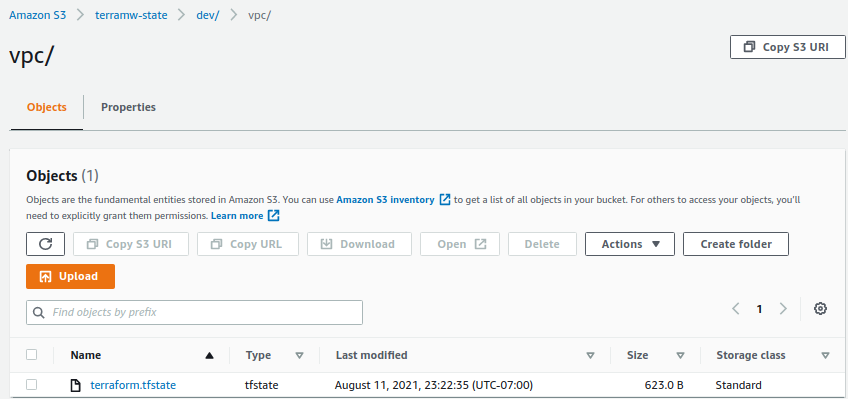 Amazon S3 > terramw-state > dev/ > vpc/
vpc/
Copy S3 URI
Objects Properties
Objects (1)
Objects are the fundamental entities stored in Amazon S3. You can use Amazon S3 inventory to get a list of all objects in your bucket. For others to access your objects, you'll
need to explicitly grant them permissions. Learn more
Copy S3 URI Copy URL Download Open Delete Actions Create folder
Upload
Find objects by prefix 1
Name Type Last modified Size Storage class
terraform.tfstate tfstate August 11, 2021, 23:22:35 (UTC-07:00) 623.0 B Standard